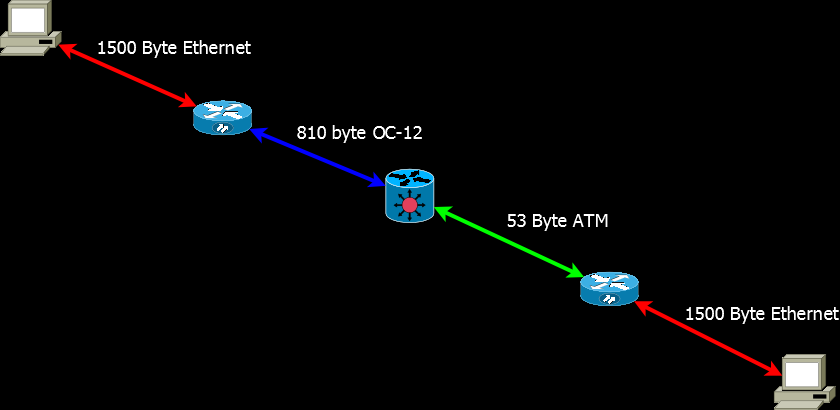 1500 Byte Ethernet
810 byte OC-12
53 Byte ATM
1500 Byte Ethernet